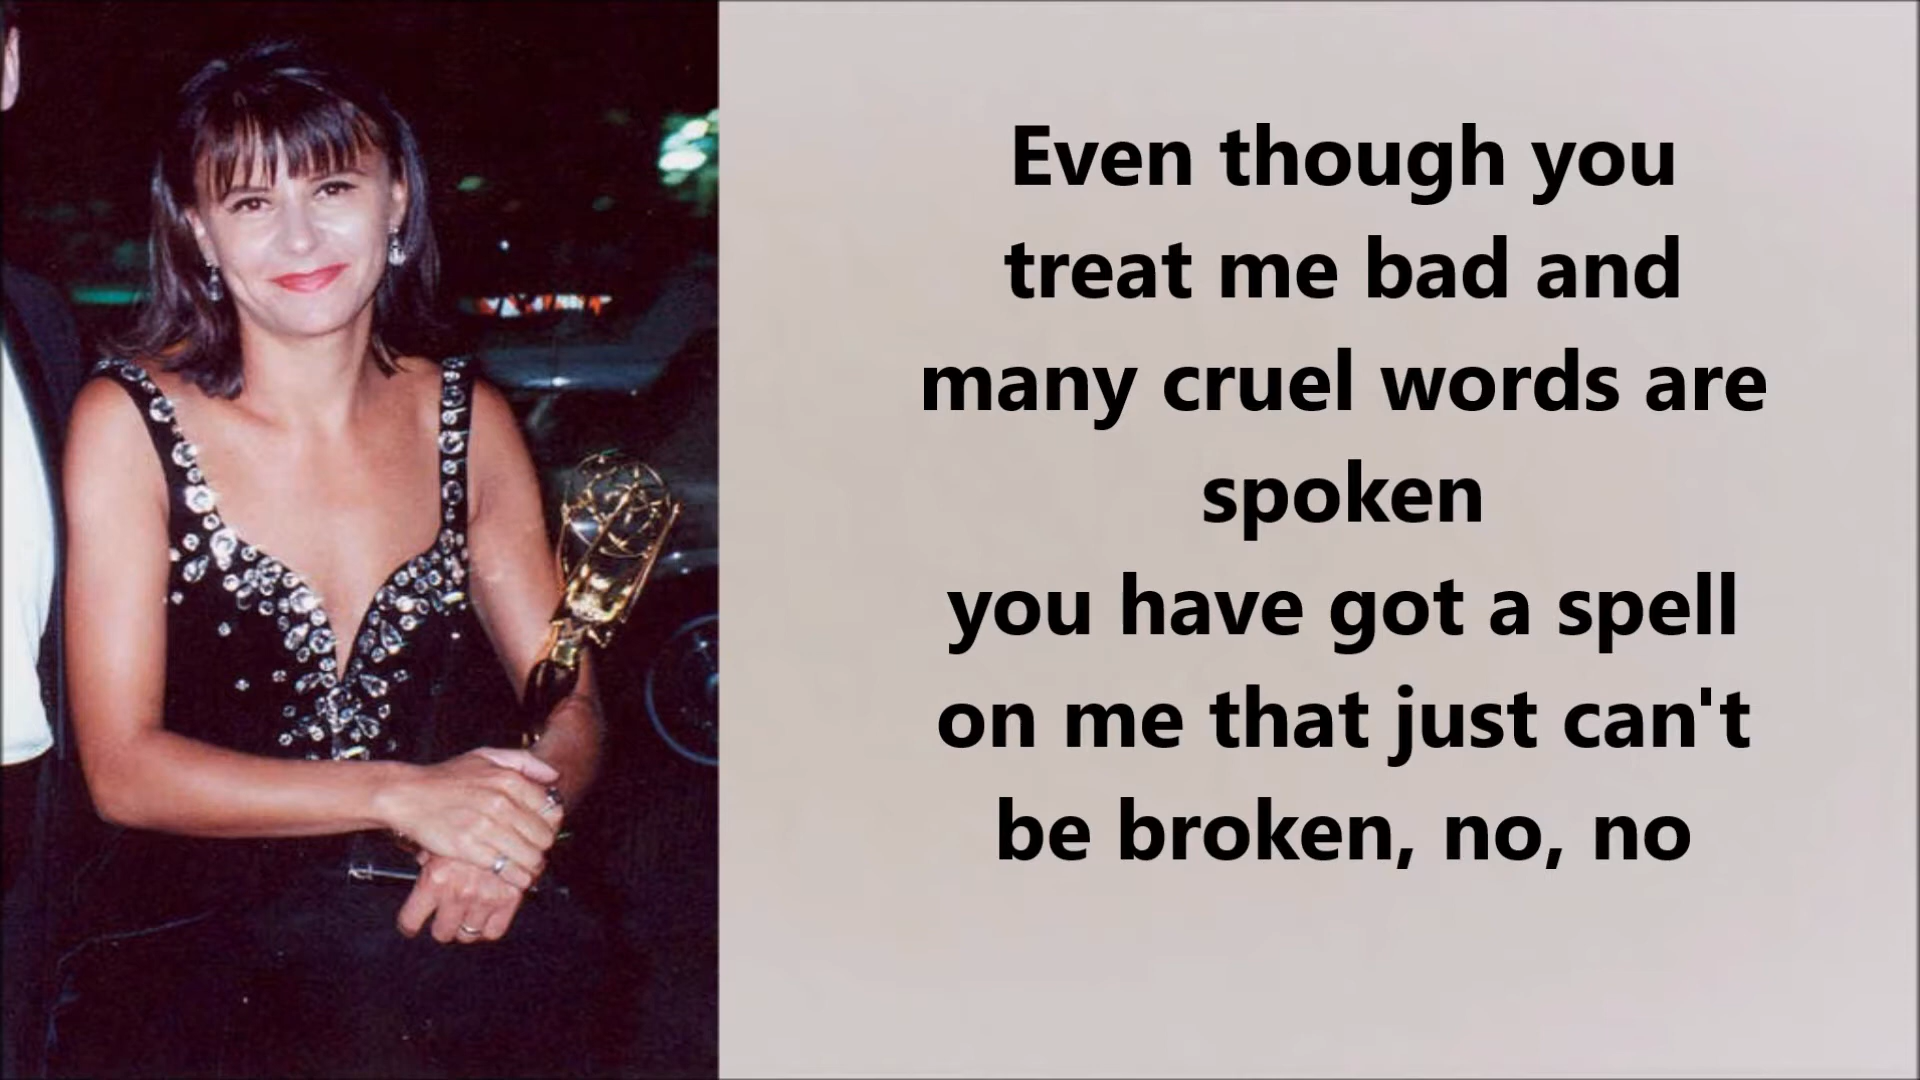 Even though you
treat me bad and
many cruel words are
spoken
you have got a spell
on me that just can't
be broken, no, no